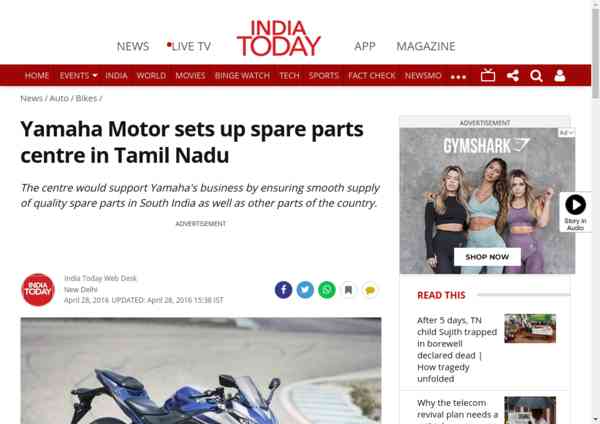 NEWS
LIVE TV
INDIA
TODAY
APP
MAGAZINE
HOME EVENTS INDIA WORLD MOVIES BINGE WATCH TECH SPORTS FACT CHECK NEWSMO
News / Auto / Bikes /
Yamaha Motor sets up spare parts
centre in Tamil Nadu
The centre would support Yamaha's business by ensuring smooth supply
of quality spare parts in South India as well as other parts of the country.
ADVERTISEMENT
INDIA
TODAY
India Today Web Desk
New Delhi
April 28, 2016 UPDATED: April 28, 2016 15:38 IST
ADVERTISEMENT
Ad
GYMSHARK
SHOP NOW
Story in
Audio
READ THIS
After 5 days, TN
child Sujith trapped
in borewell
declared dead |
How tragedy
unfolded
Why the telecom
revival plan needs a